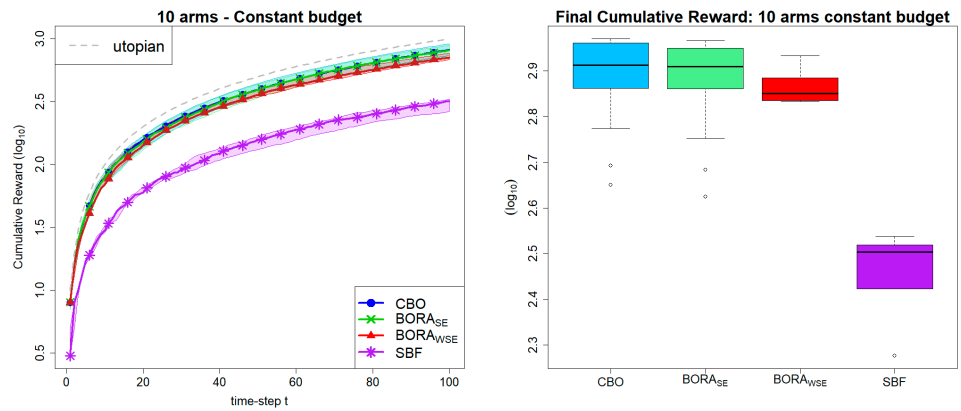 10 arms - Constant budget
Cumulative Reward (log10)
3.0
2.5
2.0
1.5
1.0
0.5
utopian
CBO
BORASE
BORAWSE
SBF
0 20 40 60 80 100
time-step t
Final Cumulative Reward: 10 arms constant budget
(log10)
2.9
2.8
2.7
2.6
2.5
2.4
2.3
CBO BORASE BORAWSE SBF